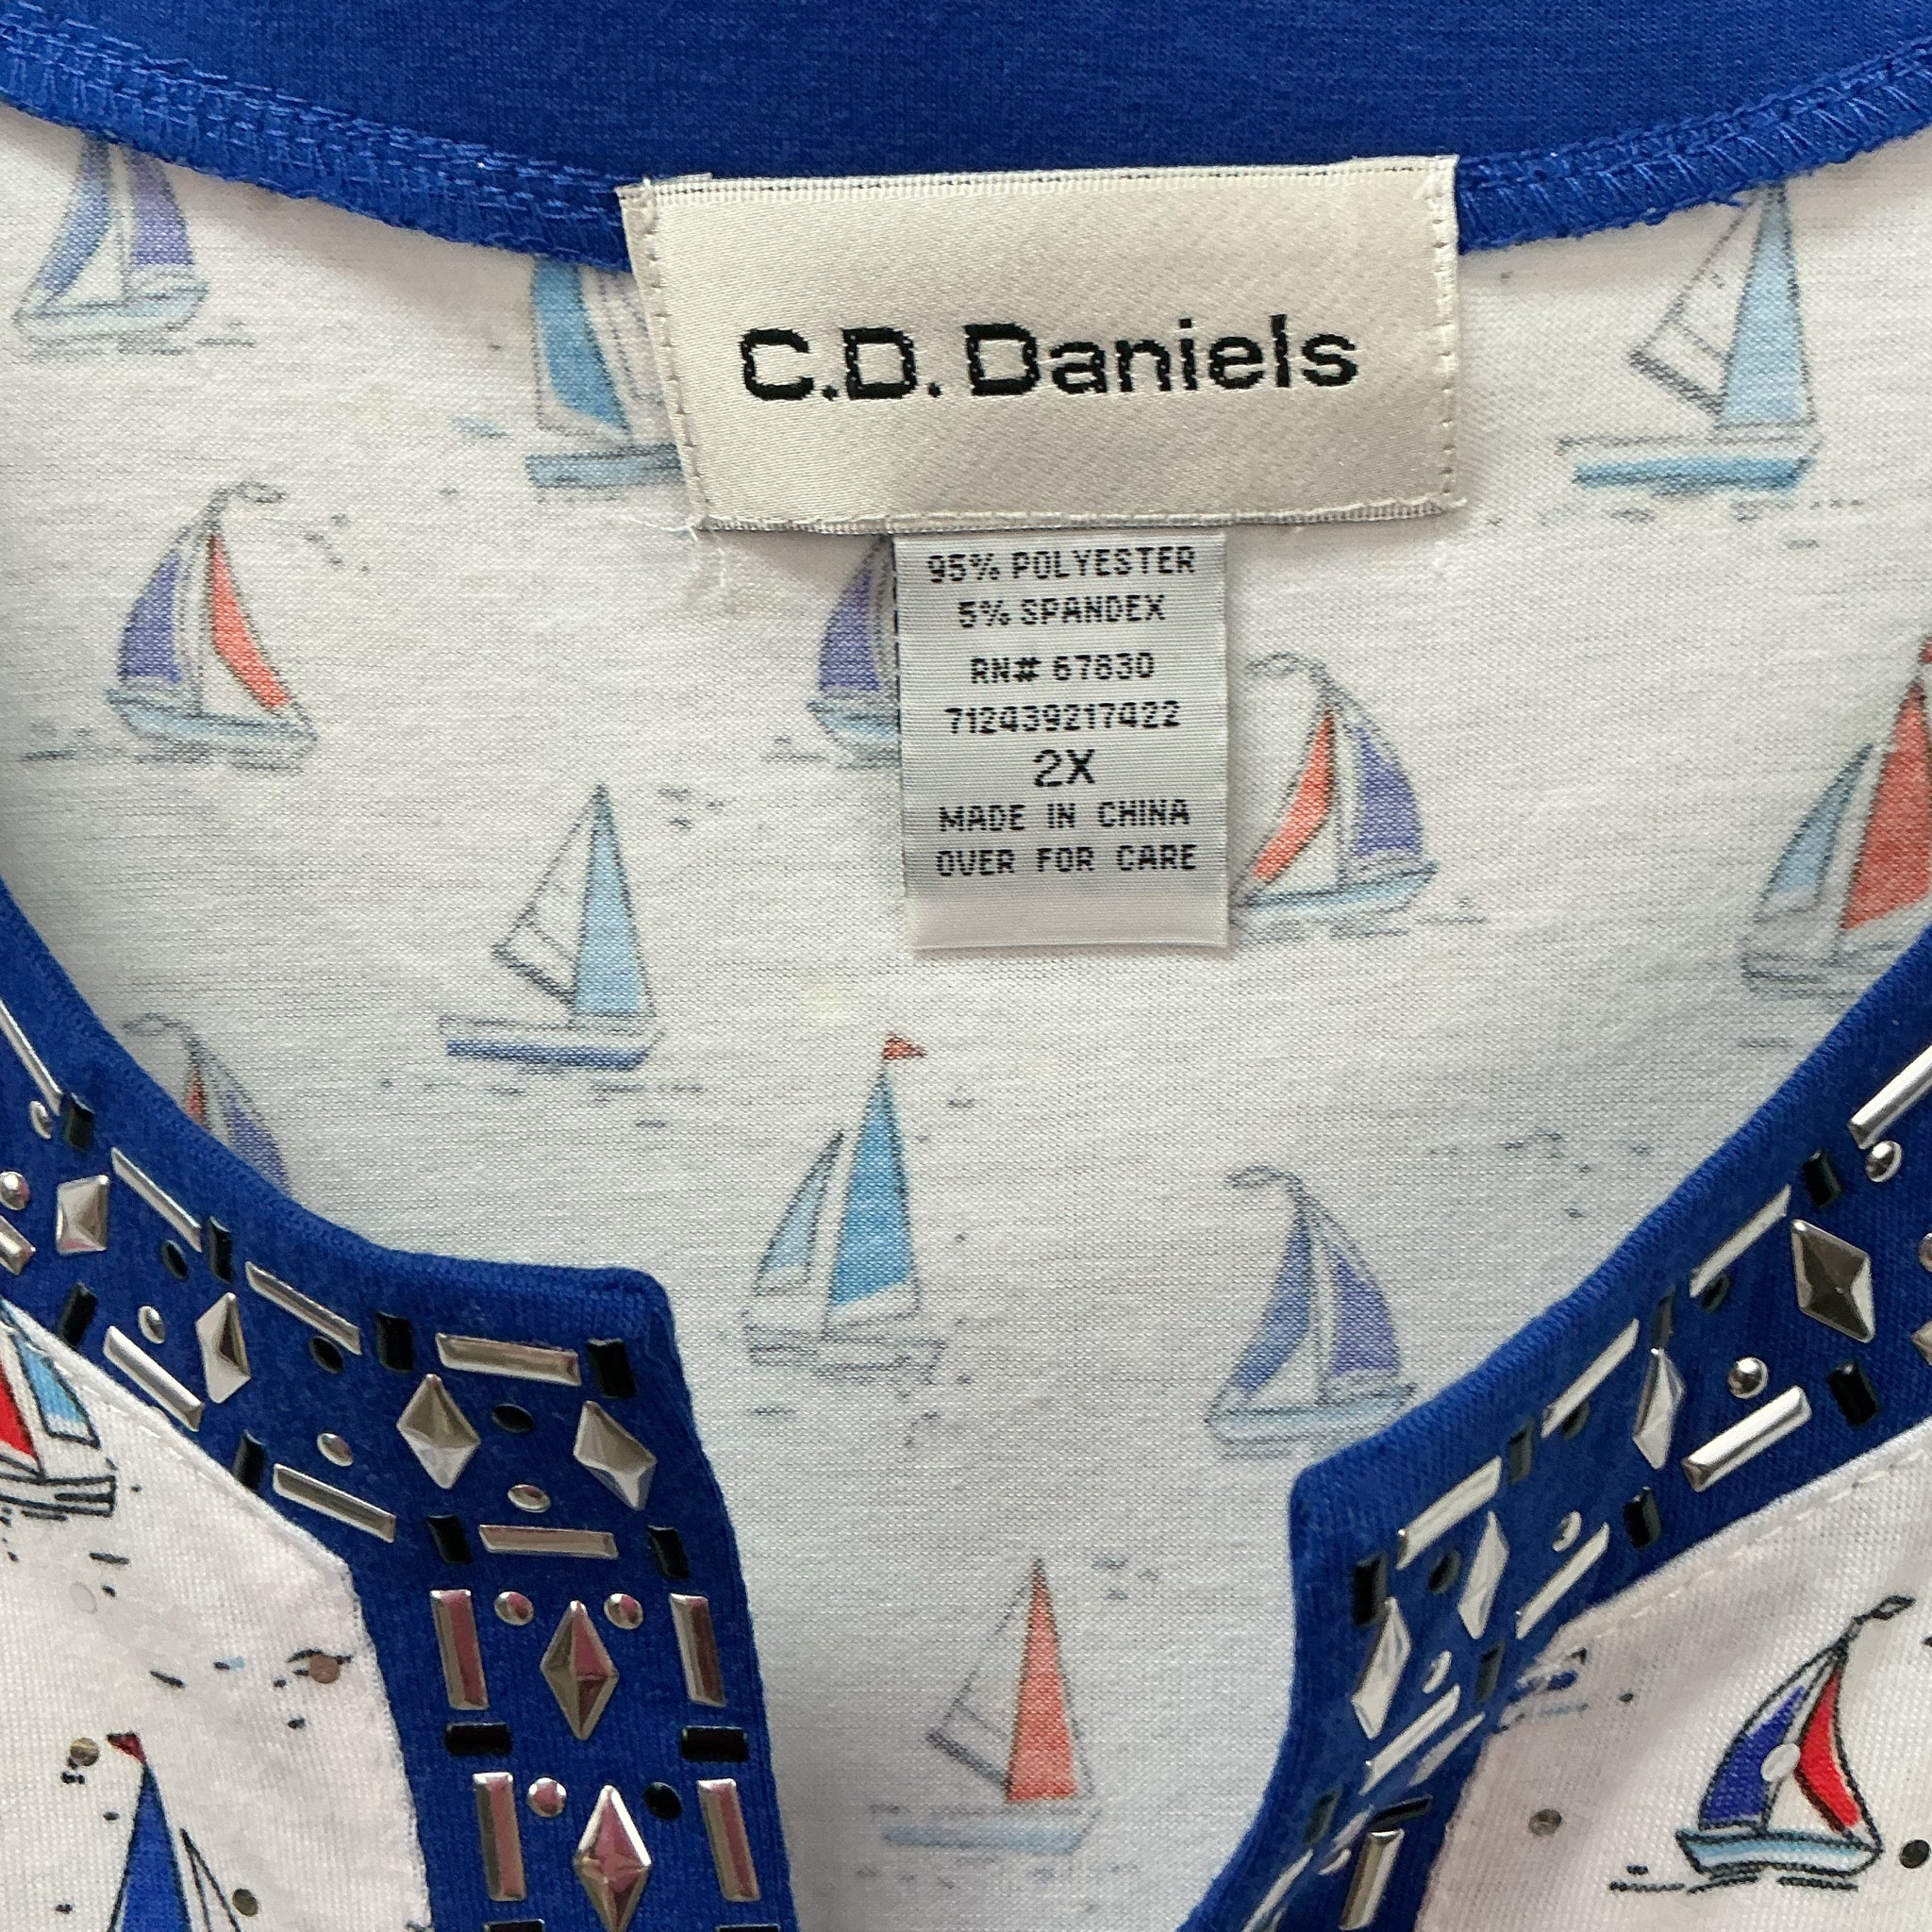 C.D. Daniels
95% POLYESTER
5% SPANDEX
RN# 67830
712439217422
2X
MADE IN CHINA
OVER FOR CARE